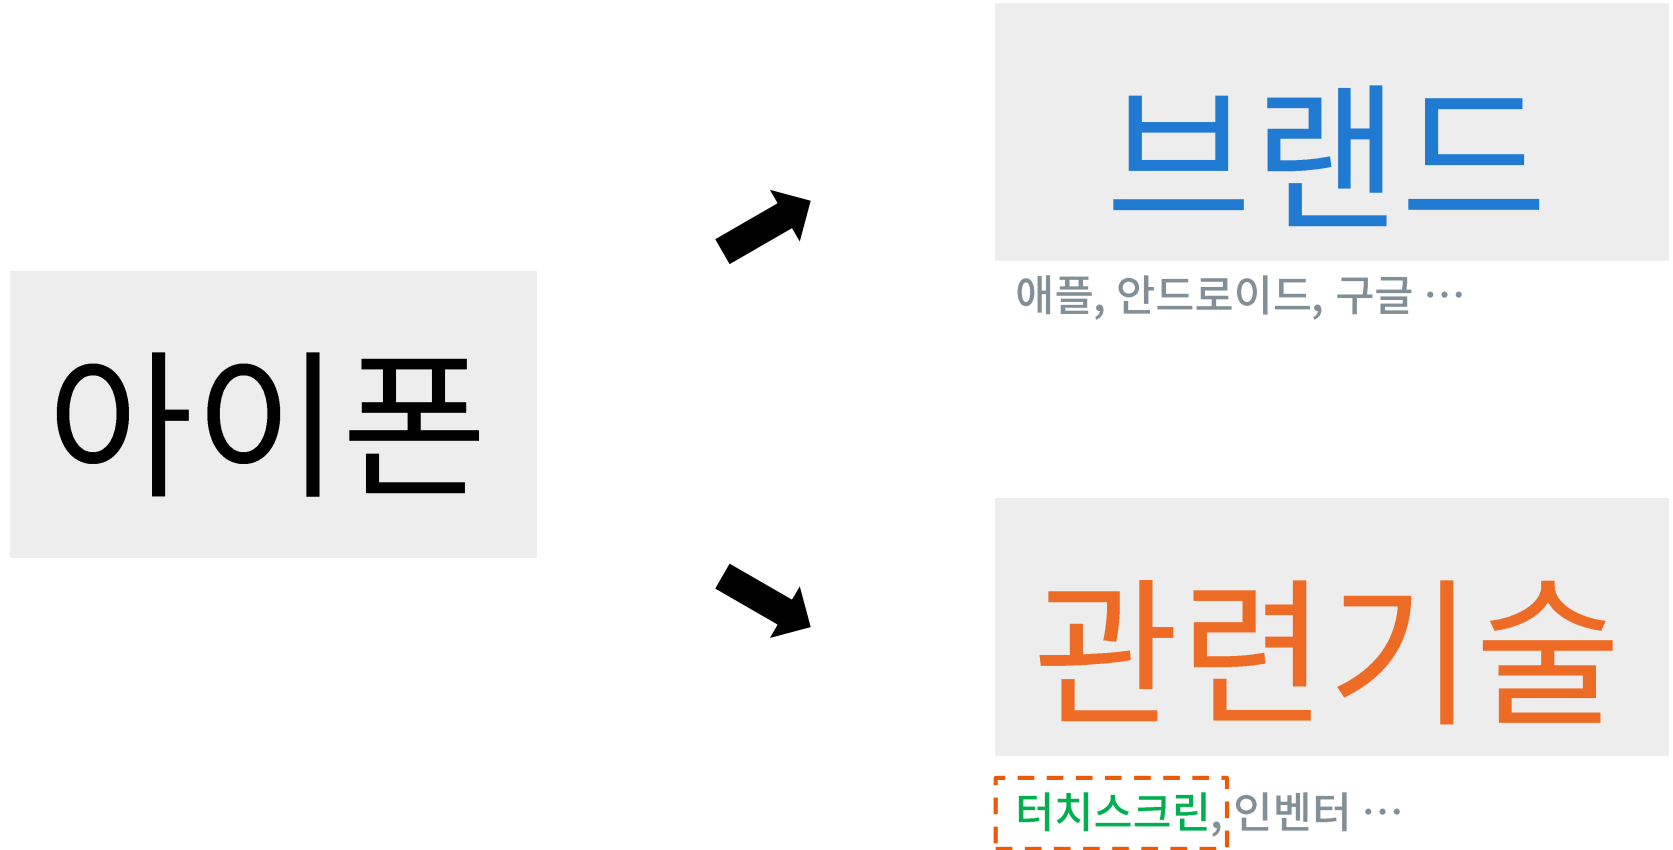 아이폰
브랜드
애플, 안드로이드, 구글 ⋯
관련기술
터치스크린, 인벤터 ⋯